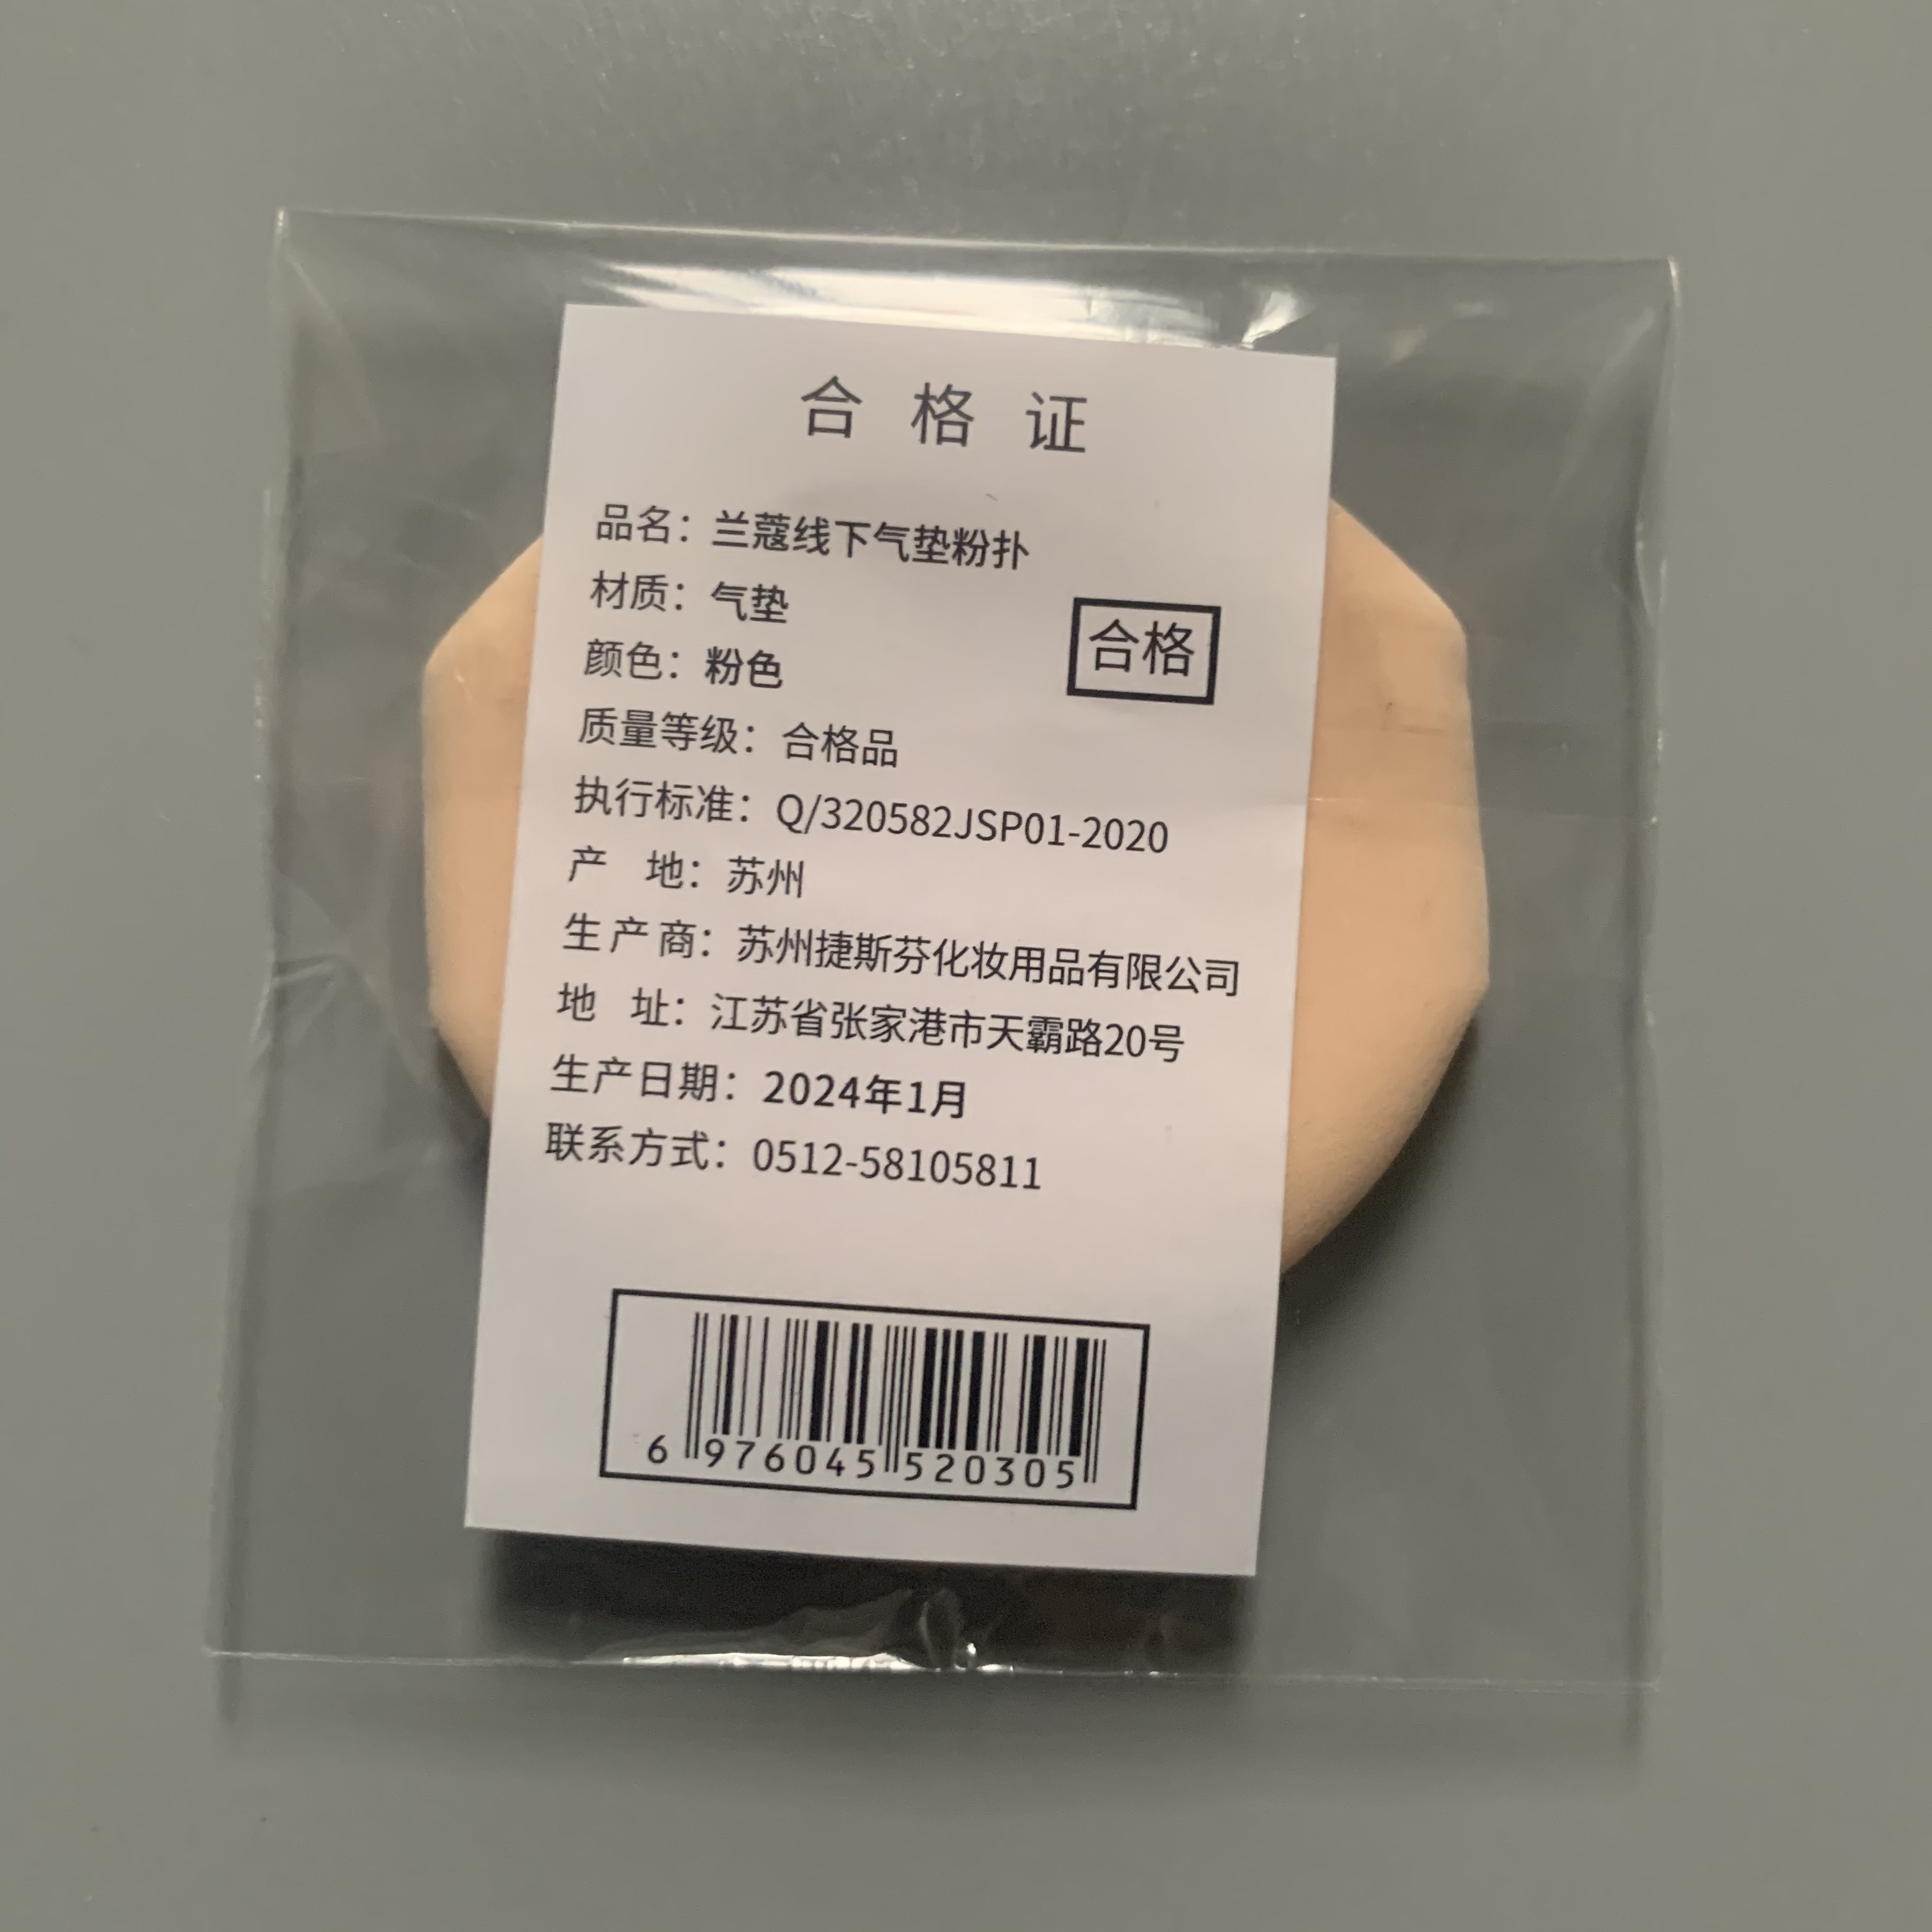 合格证
品名：兰蔻线下气垫粉扑
材质：气垫
合格
颜色：粉色
质量等级：合格品
执行标准：Q/320582JSP01-2020
产 地：苏州
生产商：苏州捷斯芬化妆用品有限公司
地 址：江苏省张家港市天霸路20号
生产日期：2024年1月
联系方式：0512-58105811
6 976045 520305